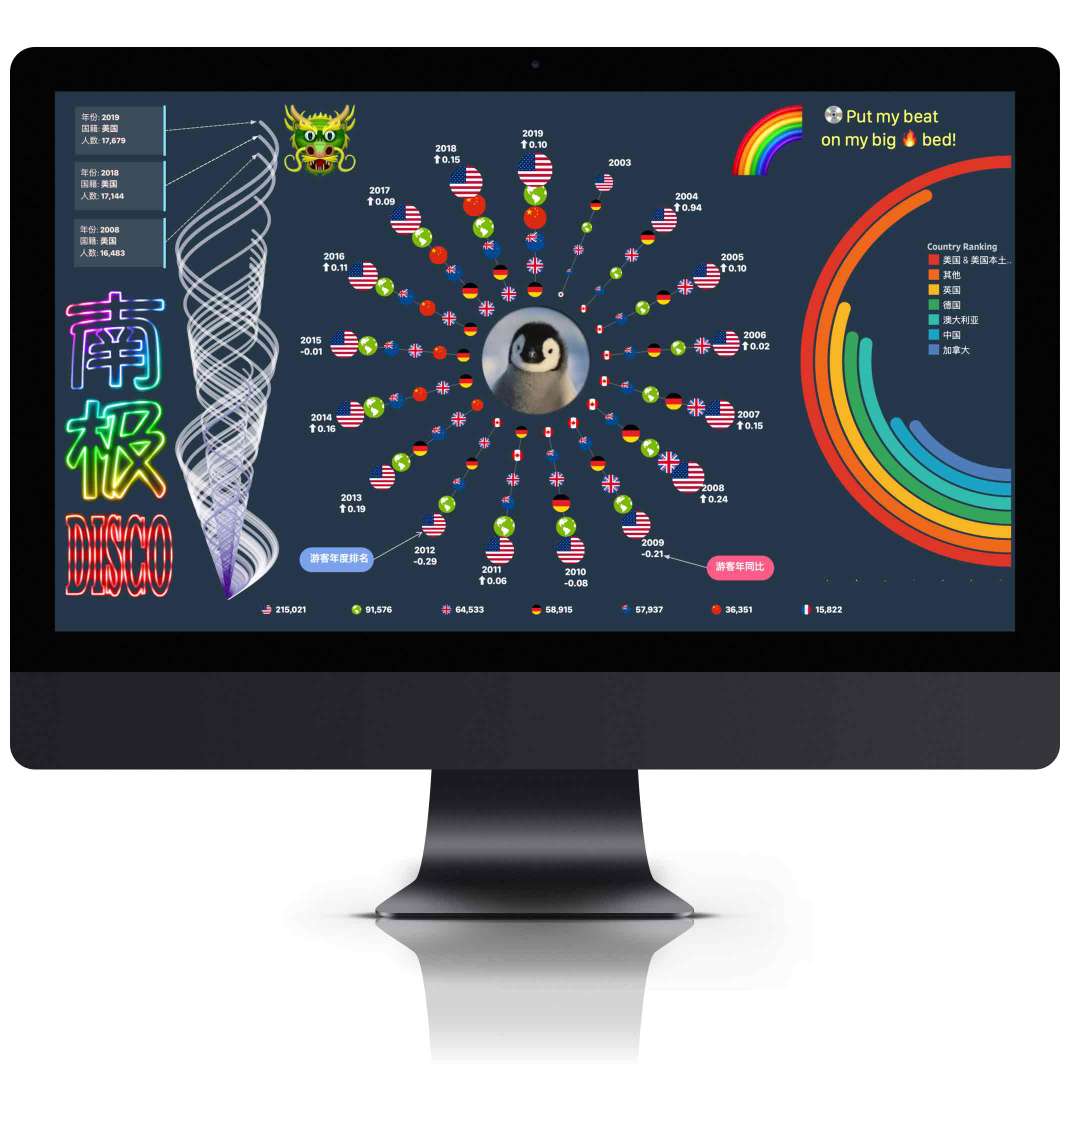 年份: 2019
国籍: 美国
人数: 17,679
年份: 2018
国籍: 美国
人数: 17,144
年份: 2008
国籍: 美国
人数: 16,483
南
极
DISCO
2019
0.10
2003
2004
0.94
2005
0.10
2006
0.02
2007
0.15
2008
0.24
2009
-0.21
2010
-0.08
2011
0.06
2012
-0.29
2013
0.19
2014
0.16
2015
-0.01
2016
0.11
2017
0.09
2018
0.15
游客年度排名
游客年同比
215,021
91,576
64,533
58,915
57,937
36,351
15,822
Put my beat
on my big 🔥 bed!
Country Ranking
美国 & 美国本土..
其他
英国
德国
澳大利亚
中国
加拿大